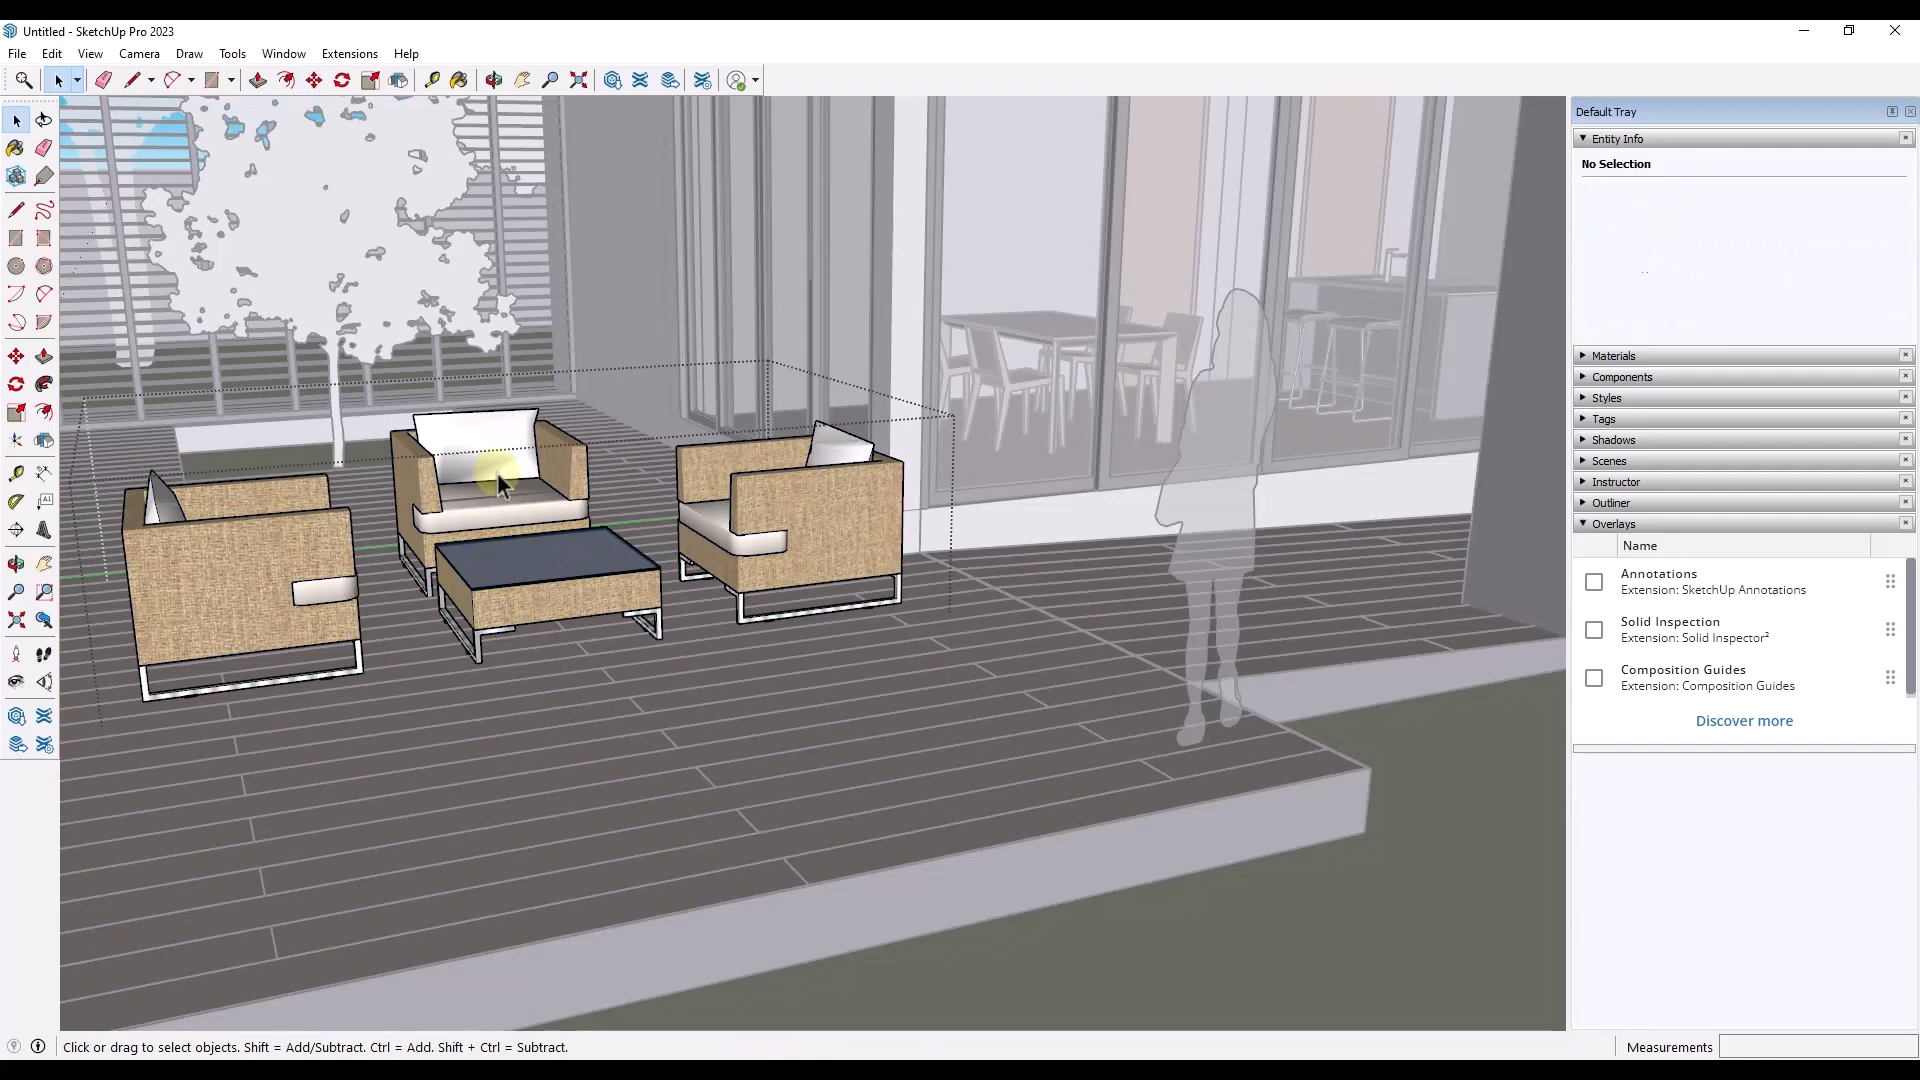 Untitled - SketchUp Pro 2023
File Edit View Camera Draw Tools Window Extensions Help
Default Tray
Entity Info
No Selection
Materials
Components
Styles
Tags
Shadows
Scenes
Instructor
Outliner
Overlays
Name
Annotations
Extension: SketchUp Annotations
Solid Inspection
Extension: Solid Inspector²
Composition Guides
Extension: Composition Guides
Discover more
Click or drag to select objects. Shift = Add/Subtract. Ctrl = Add. Shift + Ctrl = Subtract.
Measurements